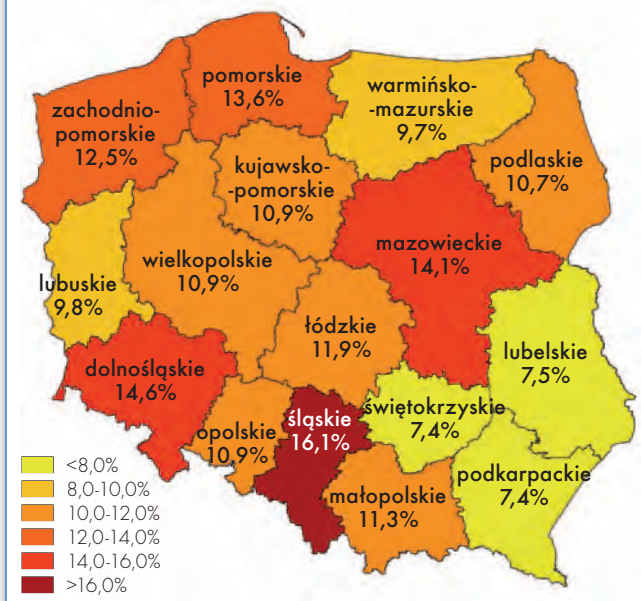 pomorskie
13,6%
zachodnio-
pomorskie
12,5%
warmińsko-
-mazurskie
9,7%
kujawsko-
-pomorskie
10,9%
podlaskie
10,7%
mazowieckie
14,1%
wielkopolskie
10,9%
lubuskie
9,8%
łódzkie
11,9%
lubelskie
7,5%
dolnośląskie
14,6%
opolskie
10,9%
śląskie
16,1%
świętokrzyskie
7,4%
małopolskie
11,3%
podkarpackie
7,4%
<8,0%
8,0-10,0%
10,0-12,0%
12,0-14,0%
14,0-16,0%
>16,0%